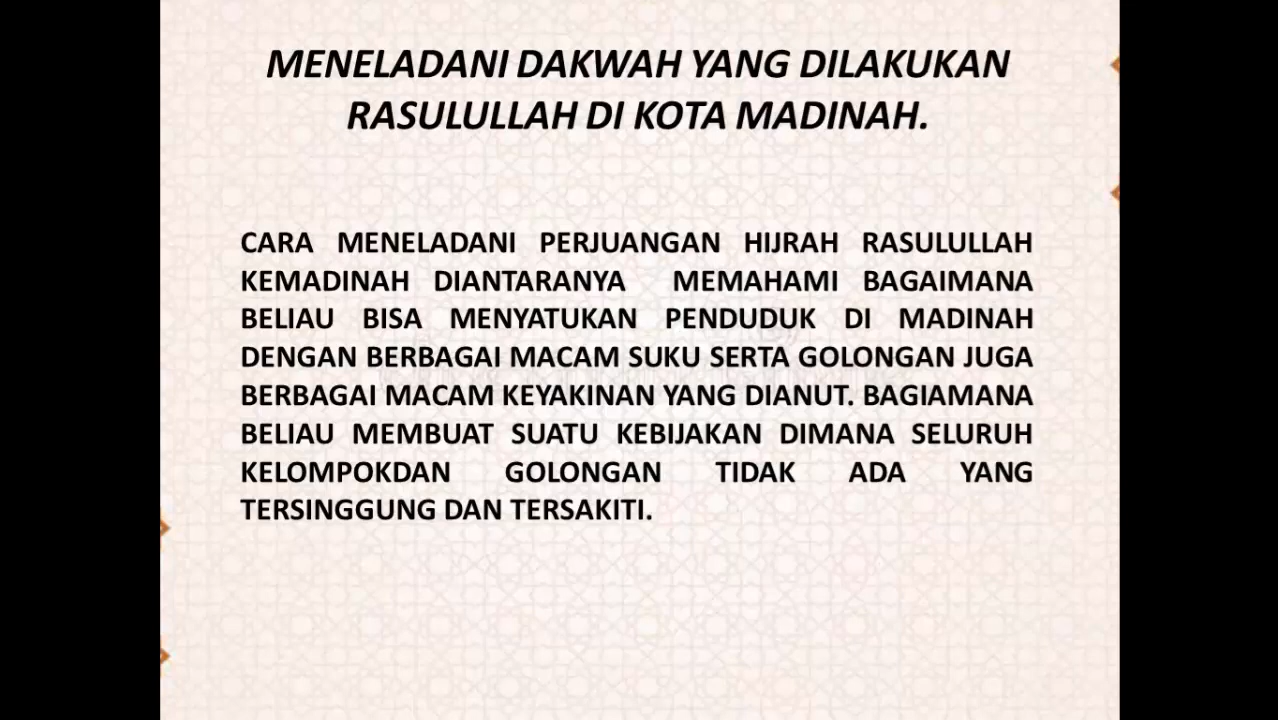 MENELADANI DAKWAH YANG DILAKUKAN
RASULULLAH DI KOTA MADINAH.
CARA MENELADANI PERJUANGAN HIJRAH RASULULLAH
KEMADINAH DIANTARANYA MEMAHAMI BAGAIMANA
BELIAU BISA MENYATUKAN PENDUDUK DI MADINAH
DENGAN BERBAGAI MACAM SUKU SERTA GOLONGAN JUGA
BERBAGAI MACAM KEYAKINAN YANG DIANUT. BAGIAMANA
BELIAU MEMBUAT SUATU KEBIJAKAN DIMANA SELURUH
KELOMPOKDAN GOLONGAN TIDAK ADA YANG
TERSINGGUNG DAN TERSAKITI.